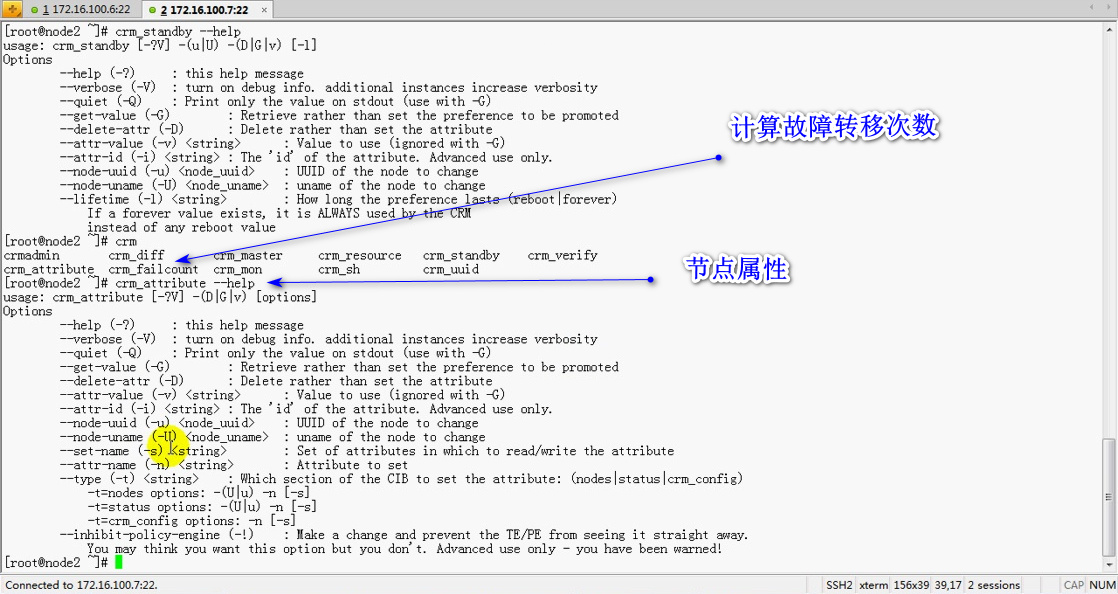 1 172.16.100.6:22 2 172.16.100.7:22 ×
[root@node2 ~]# crm_standby --help
usage: crm_standby [-?V] -(u|U) -(D|G|v) [-l]
Options
--help (-?) : this help message
--verbose (-V) : turn on debug info. additional instances increase verbosity
--quiet (-Q) : Print only the value on stdout (use with -G)
--get-value (-G) : Retrieve rather than set the preference to be promoted
--delete-attr (-D) : Delete rather than set the attribute
--attr-value (-v) <string> : Value to use (ignored with -G)
--attr-id (-i) <string> : The 'id' of the attribute. Advanced use only.
--node-uuid (-u) <node_uuid> : UUID of the node to change
--node-uname (-U) <node_uname> : uname of the node to change
--lifetime (-l) <string> : How long the preference lasts (reboot|forever)
If a forever value exists, it is ALWAYS used by the CRM
instead of any reboot value
计算故障转移次数
[root@node2 ~]# crm
crmadmin crm_diff crm_master crm_resource crm_standby crm_verify
crm_attribute crm_failcount crm_mon crm_sh crm_uuid
节点属性
[root@node2 ~]# crm_attribute --help
usage: crm_attribute [-?V] -(D|G|v) [options]
Options
--help (-?) : this help message
--verbose (-V) : turn on debug info. additional instances increase verbosity
--quiet (-Q) : Print only the value on stdout (use with -G)
--get-value (-G) : Retrieve rather than set the preference to be promoted
--delete-attr (-D) : Delete rather than set the attribute
--attr-value (-v) <string> : Value to use (ignored with -G)
--attr-id (-i) <string> : The 'id' of the attribute. Advanced use only.
--node-uuid (-u) <node_uuid> : UUID of the node to change
--node-uname (-U) <node_uname> : uname of the node to change
--set-name (-s) <string> : Set of attributes in which to read/write the attribute
--attr-name (-n) <string> : Attribute to set
--type (-t) <string> : Which section of the CIB to set the attribute: (nodes|status|crm_config)
-t=nodes options: -(U|u) -n [-s]
-t=status options: -(U|u) -n [-s]
-t=crm_config options: -n [-s]
--inhibit-policy-engine (-!) : Make a change and prevent the TE/PE from seeing it straight away.
You may think you want this option but you don't. Advanced use only - you have been warned!
[root@node2 ~]#
Connected to 172.16.100.7:22. SSH2 xterm 156x39 39,17 2 sessions CAP NUM